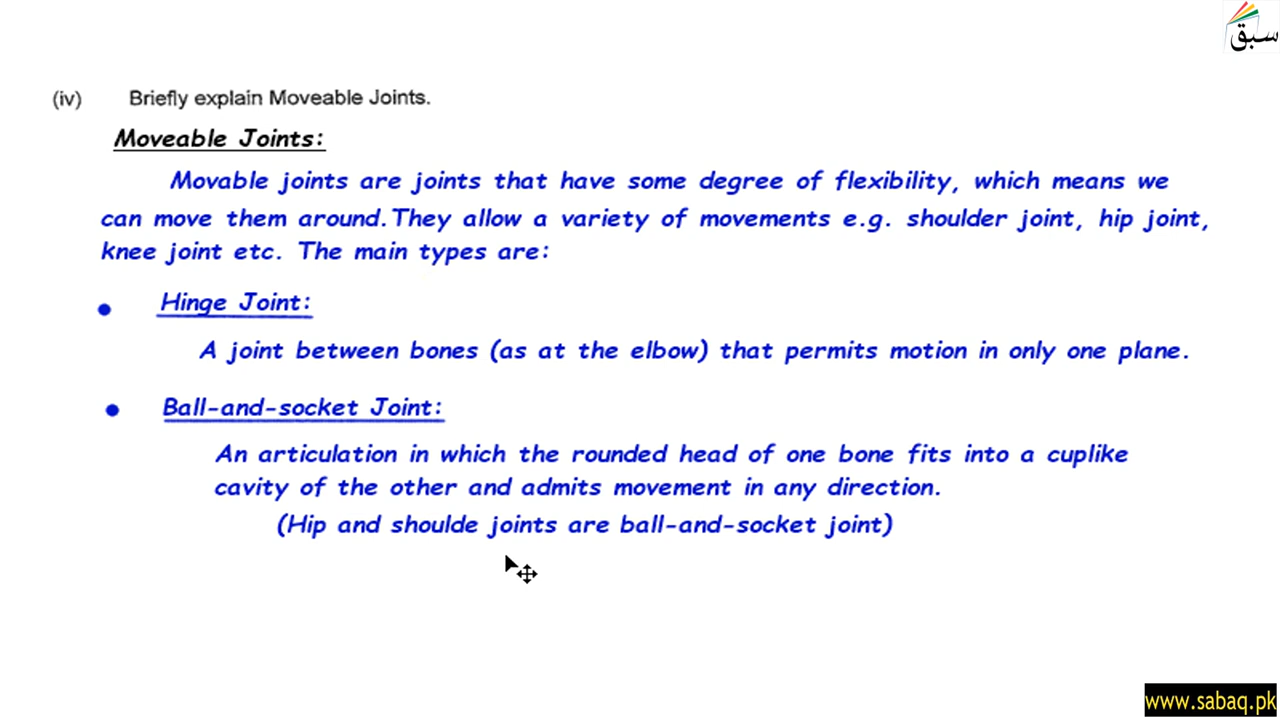 سبق
(iv) Briefly explain Moveable Joints.
Moveable Joints:
Movable joints are joints that have some degree of flexibility, which means we
can move them around.They allow a variety of movements e.g. shoulder joint, hip joint,
knee joint etc. The main types are:
• Hinge Joint:
A joint between bones (as at the elbow) that permits motion in only one plane.
• Ball-and-socket Joint:
An articulation in which the rounded head of one bone fits into a cuplike
cavity of the other and admits movement in any direction.
(Hip and shoulde joints are ball-and-socket joint)
www.sabaq.pk